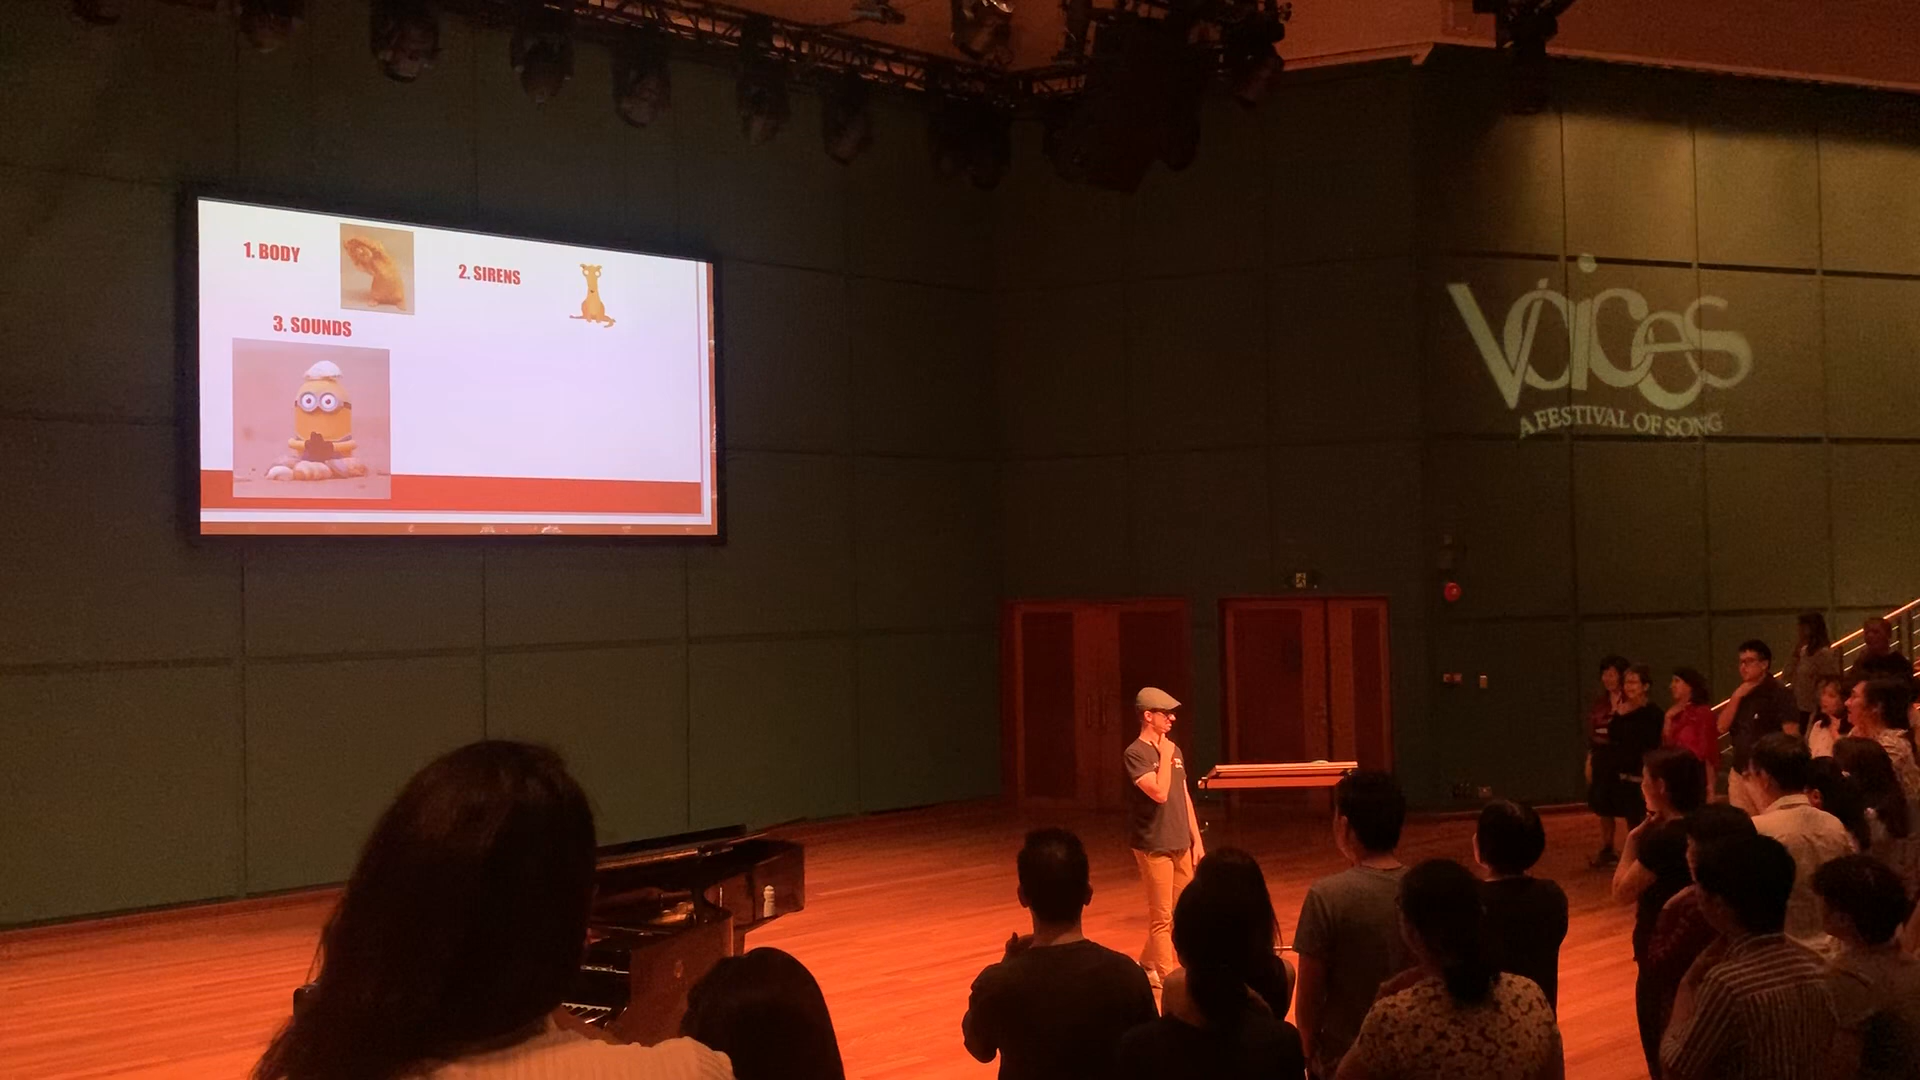 1. BODY
2. SIRENS
3. SOUNDS
Voices
A FESTIVAL OF SONG